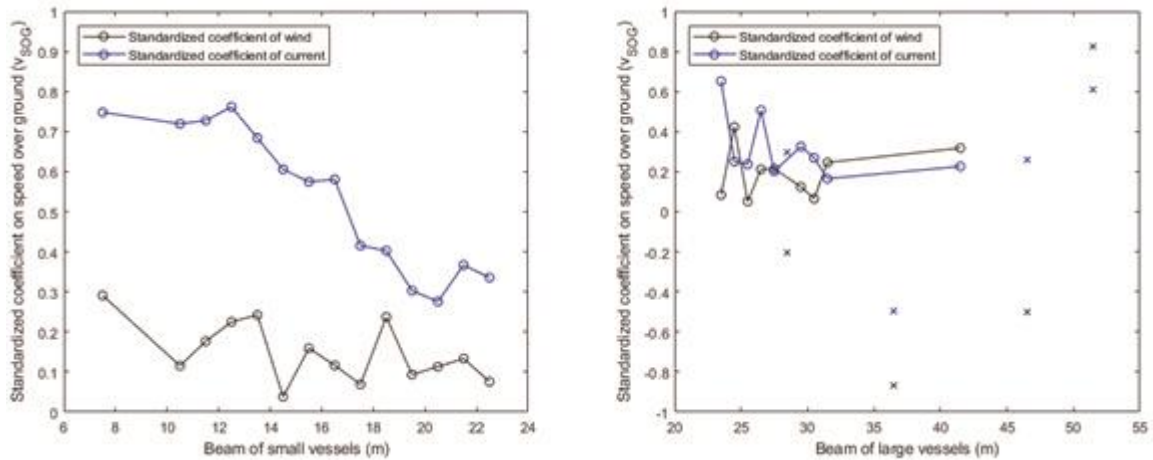 Standardized coefficient of wind
Standardized coefficient of current
Standardized coefficient on speed over ground (vSOG)
1
0.9
0.8
0.7
0.6
0.5
0.4
0.3
0.2
0.1
0
6 8 10 12 14 16 18 20 22 24
Beam of small vessels (m)
Standardized coefficient of wind
Standardized coefficient of current
Standardized coefficient on speed over ground (vSOG)
1
0.8
0.6
0.4
0.2
0
-0.2
-0.4
-0.6
-0.8
-1
20 25 30 35 40 45 50 55
Beam of large vessels (m)